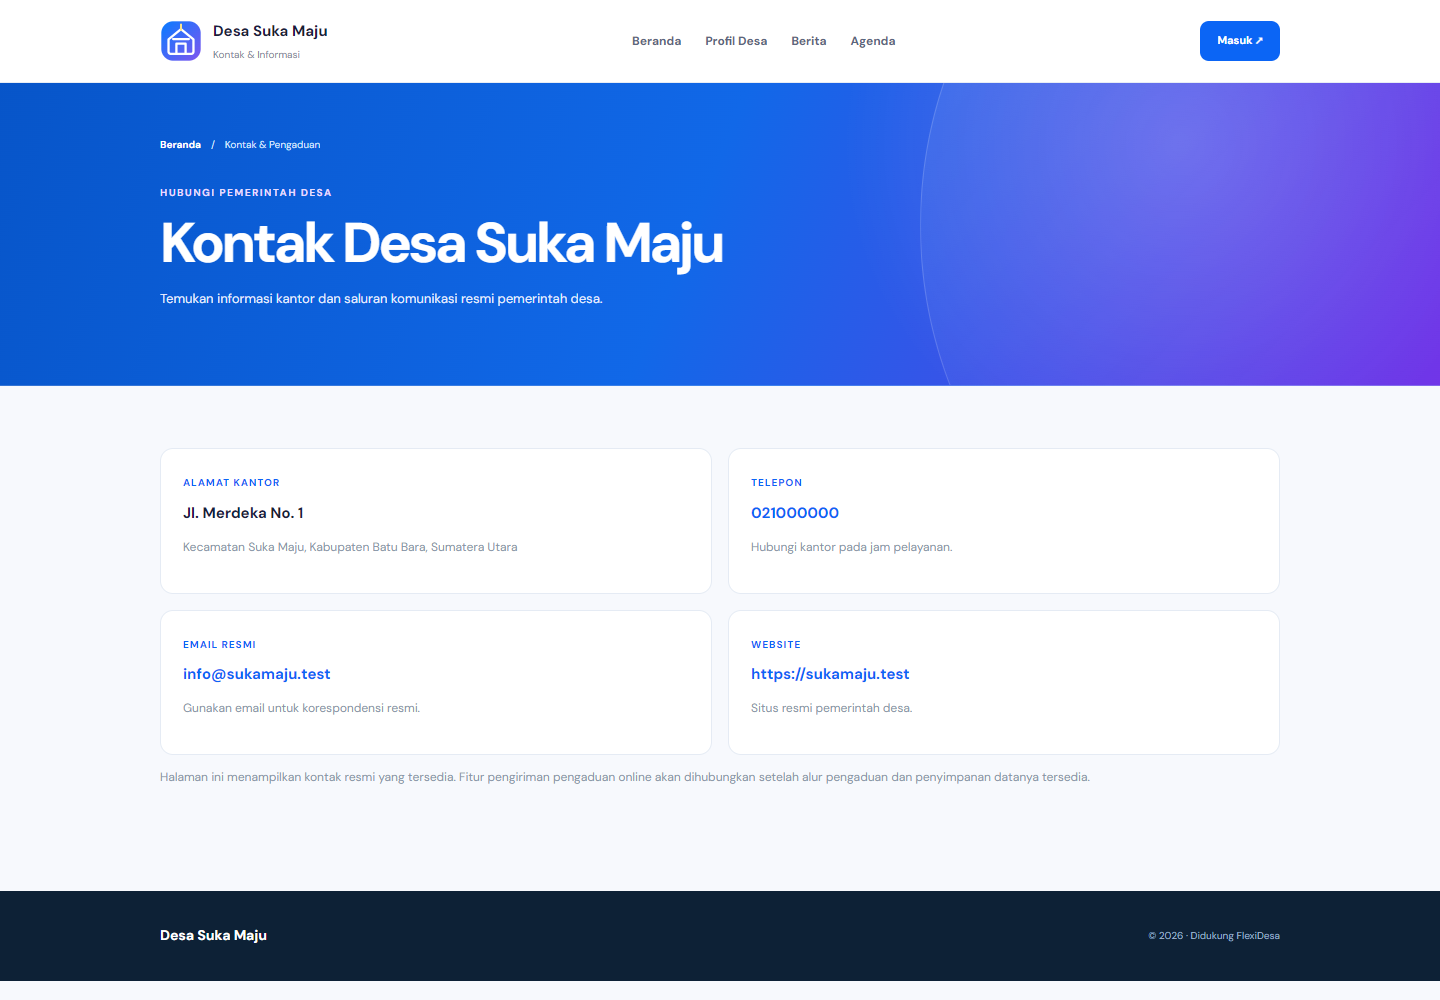 Desa Suka Maju
Kontak & Informasi
Beranda Profil Desa Berita Agenda
Masuk ↗
Beranda / Kontak & Pengaduan
HUBUNGI PEMERINTAH DESA
Kontak Desa Suka Maju
Temukan informasi kantor dan saluran komunikasi resmi pemerintah desa.
ALAMAT KANTOR
Jl. Merdeka No. 1
Kecamatan Suka Maju, Kabupaten Batu Bara, Sumatera Utara
TELEPON
021000000
Hubungi kantor pada jam pelayanan.
EMAIL RESMI
info@sukamaju.test
Gunakan email untuk korespondensi resmi.
WEBSITE
https://sukamaju.test
Situs resmi pemerintah desa.
Halaman ini menampilkan kontak resmi yang tersedia. Fitur pengiriman pengaduan online akan dihubungkan setelah alur pengaduan dan penyimpanan datanya tersedia.
Desa Suka Maju
© 2026 · Didukung FlexiDesa